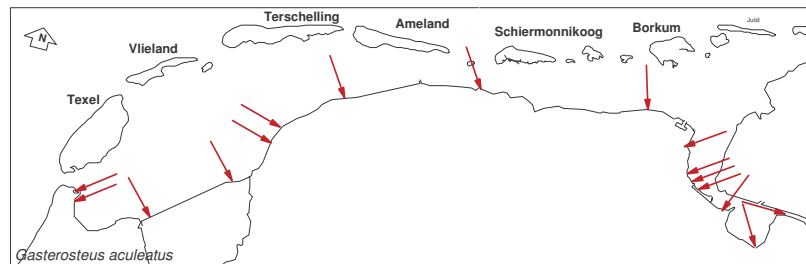 Juist
Terschelling
Ameland
Borkum
Schiermonnikoog
N
Vlieland
Texel
Gasterosteus aculeatus